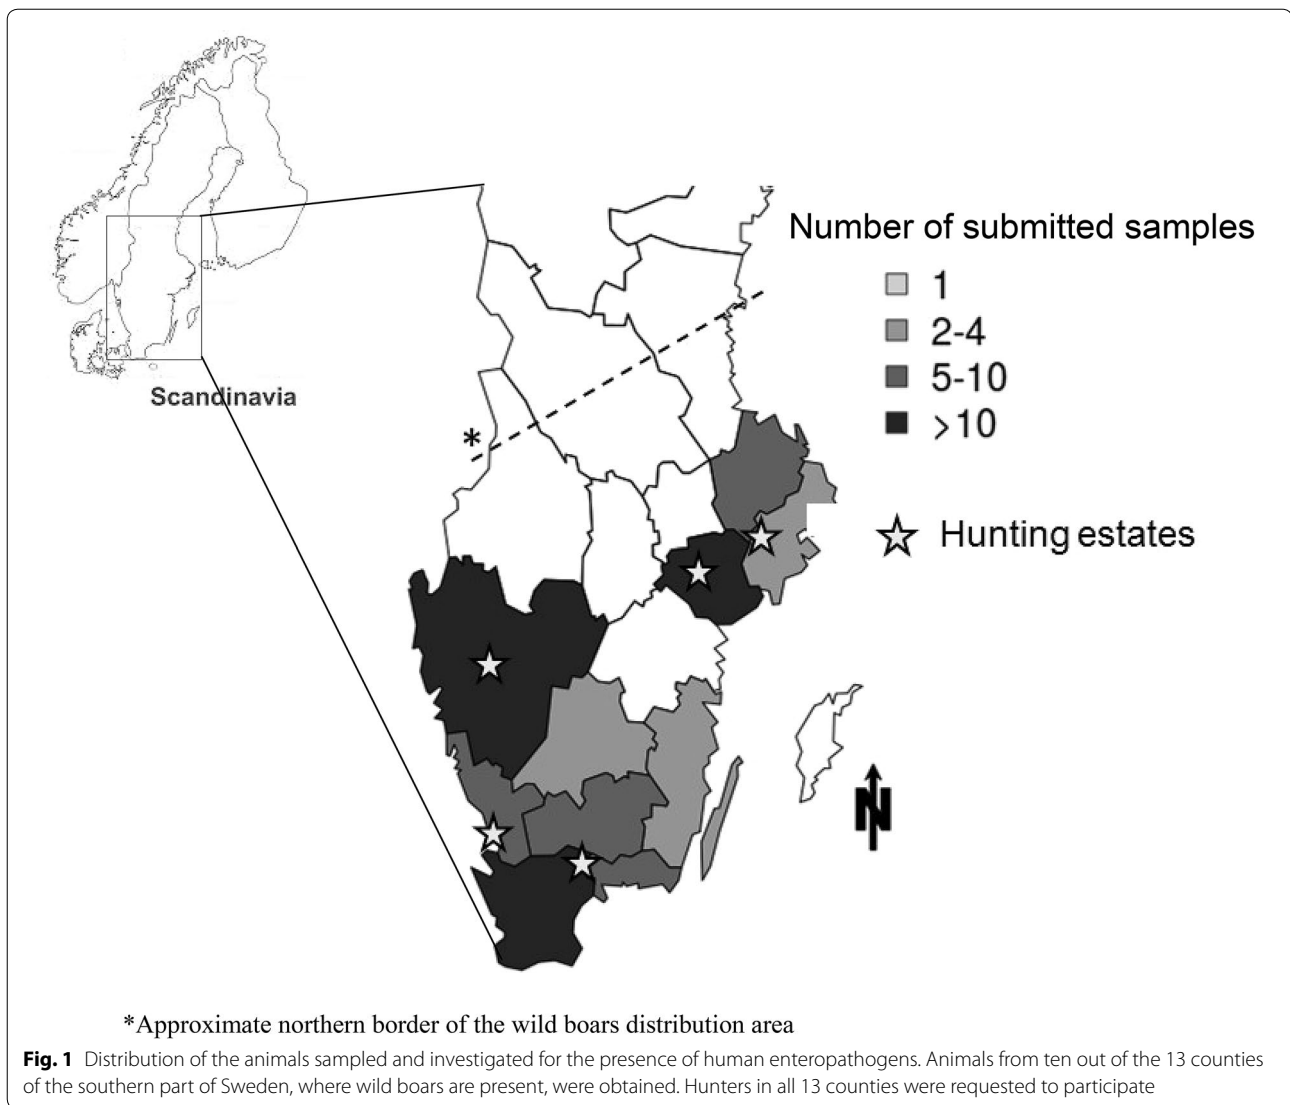 Scandinavia
Number of submitted samples
1
2-4
5-10
>10
*
Hunting estates
N
*Approximate northern border of the wild boars distribution area
Fig. 1 Distribution of the animals sampled and investigated for the presence of human enteropathogens. Animals from ten out of the 13 counties
of the southern part of Sweden, where wild boars are present, were obtained. Hunters in all 13 counties were requested to participate